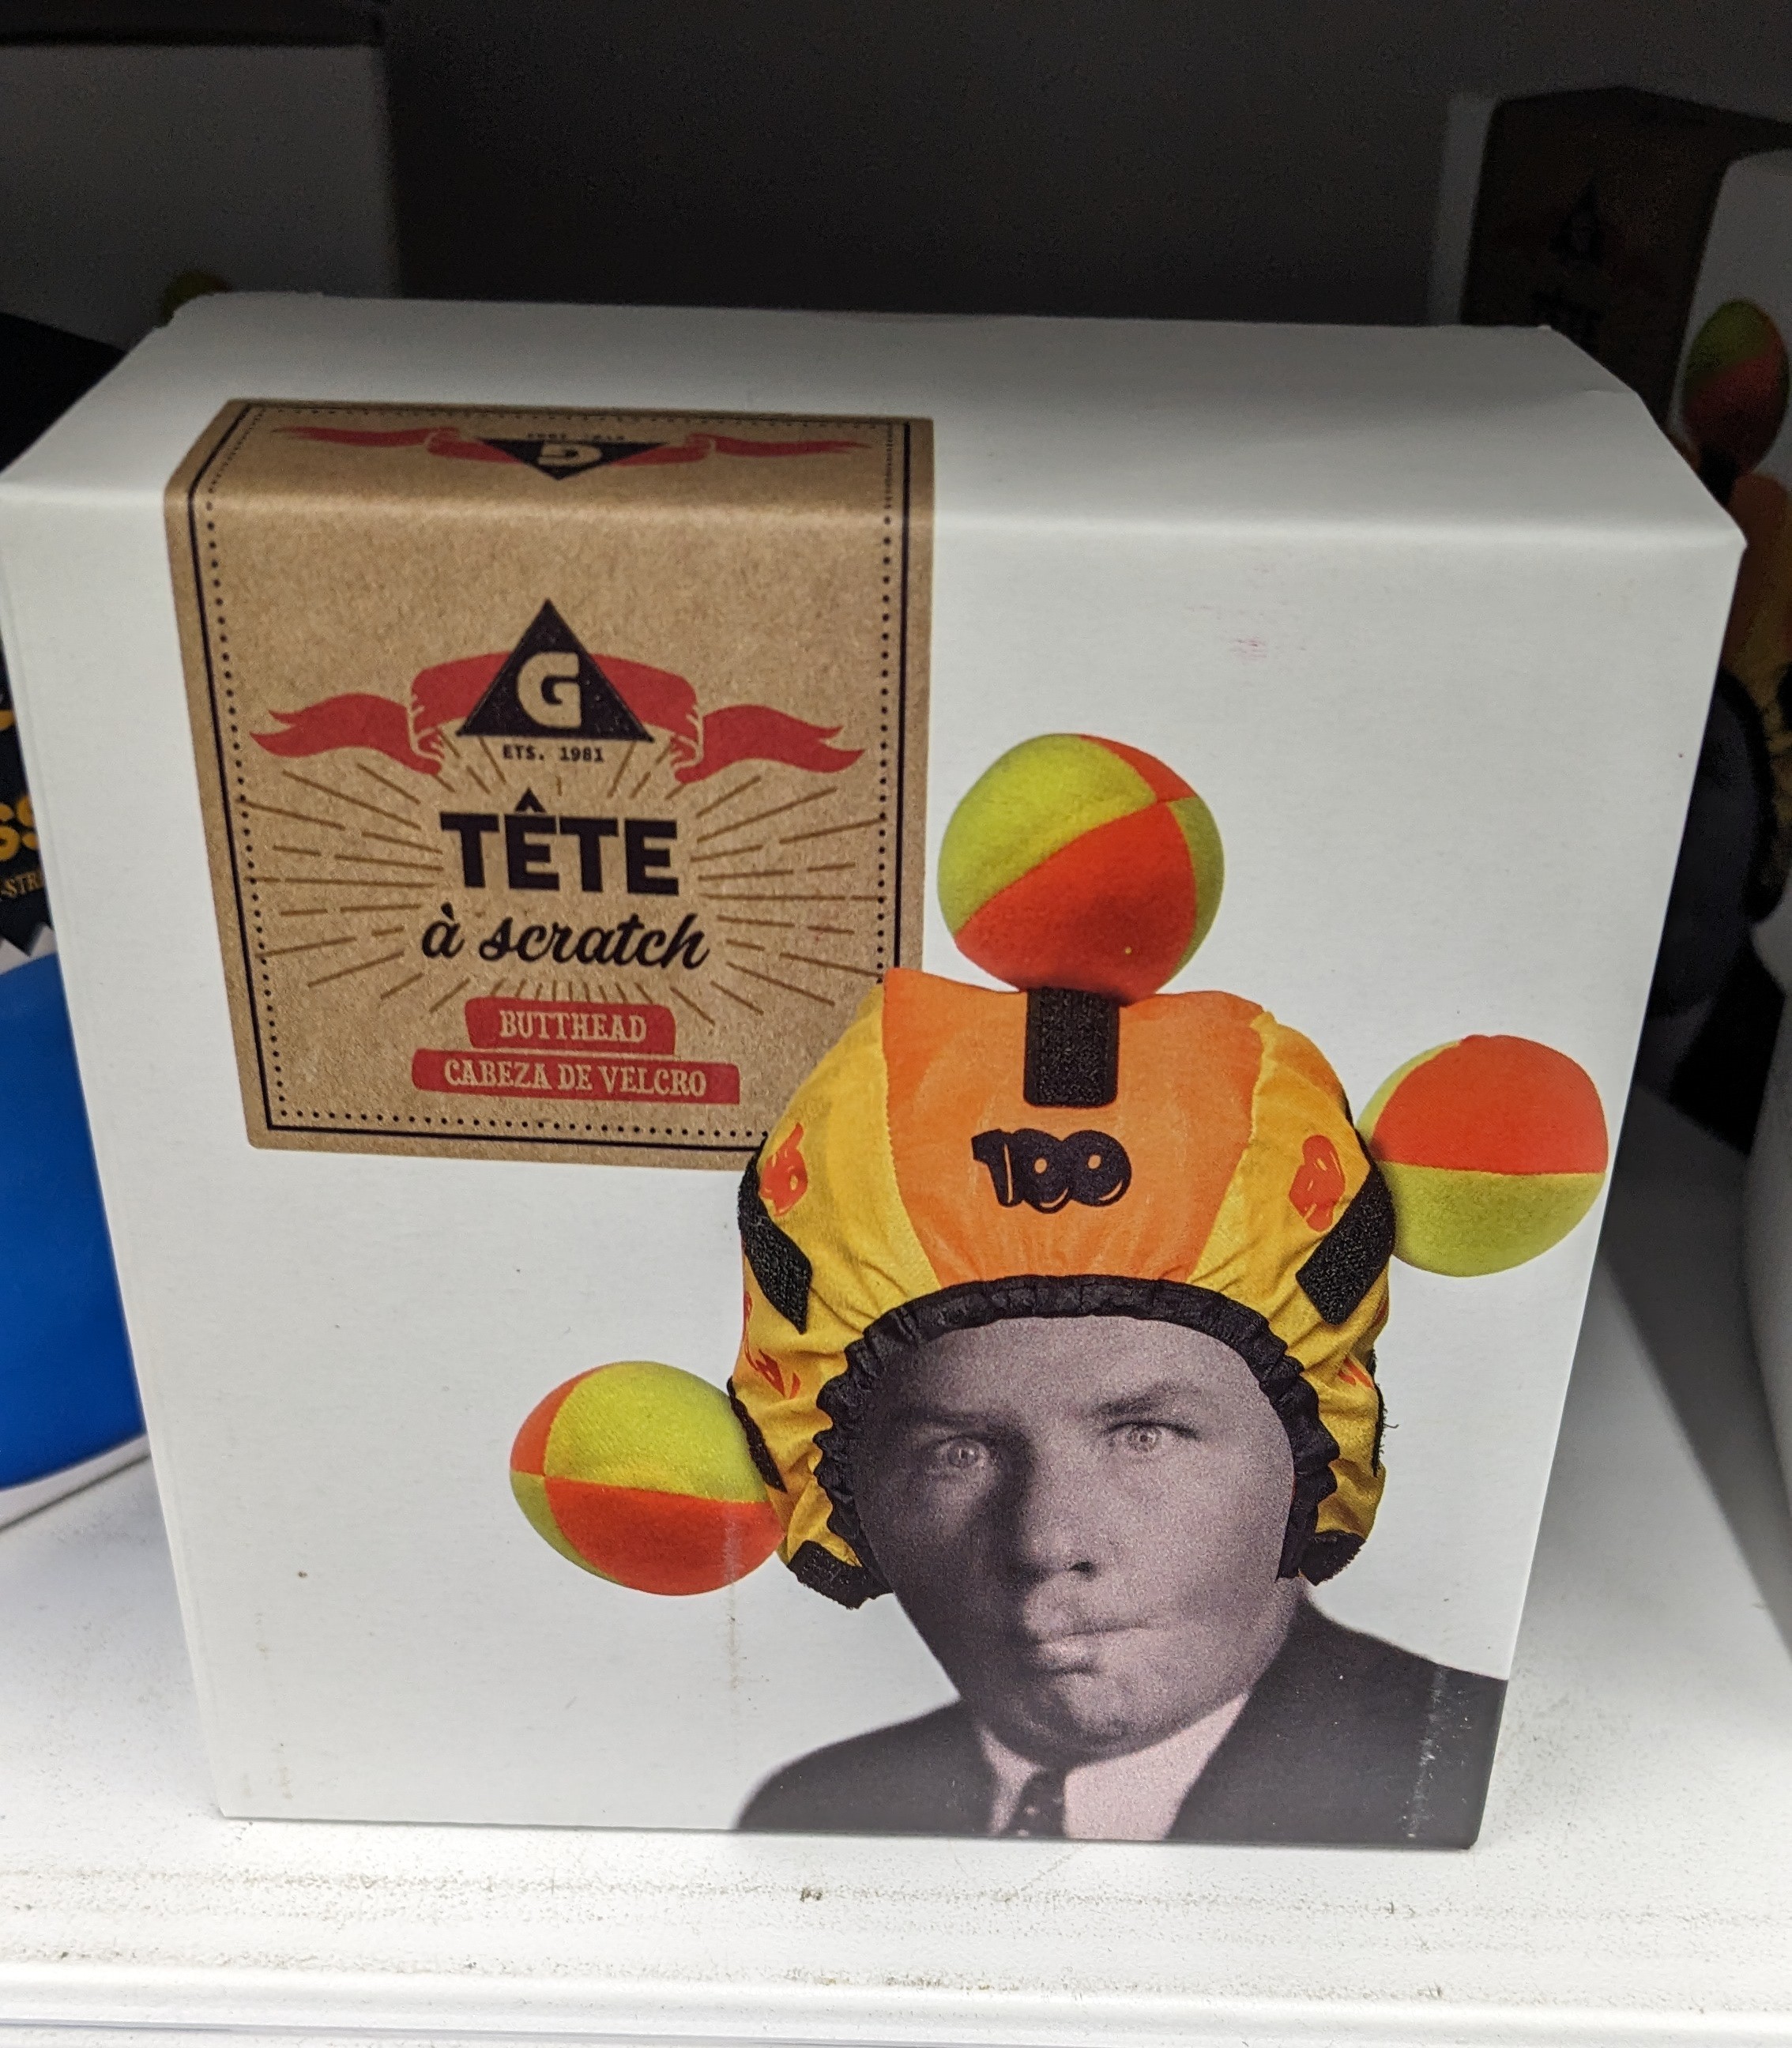 G
ETS. 1981
TÊTE
à scratch
BUTTHEAD
CABEZA DE VELCRO
100